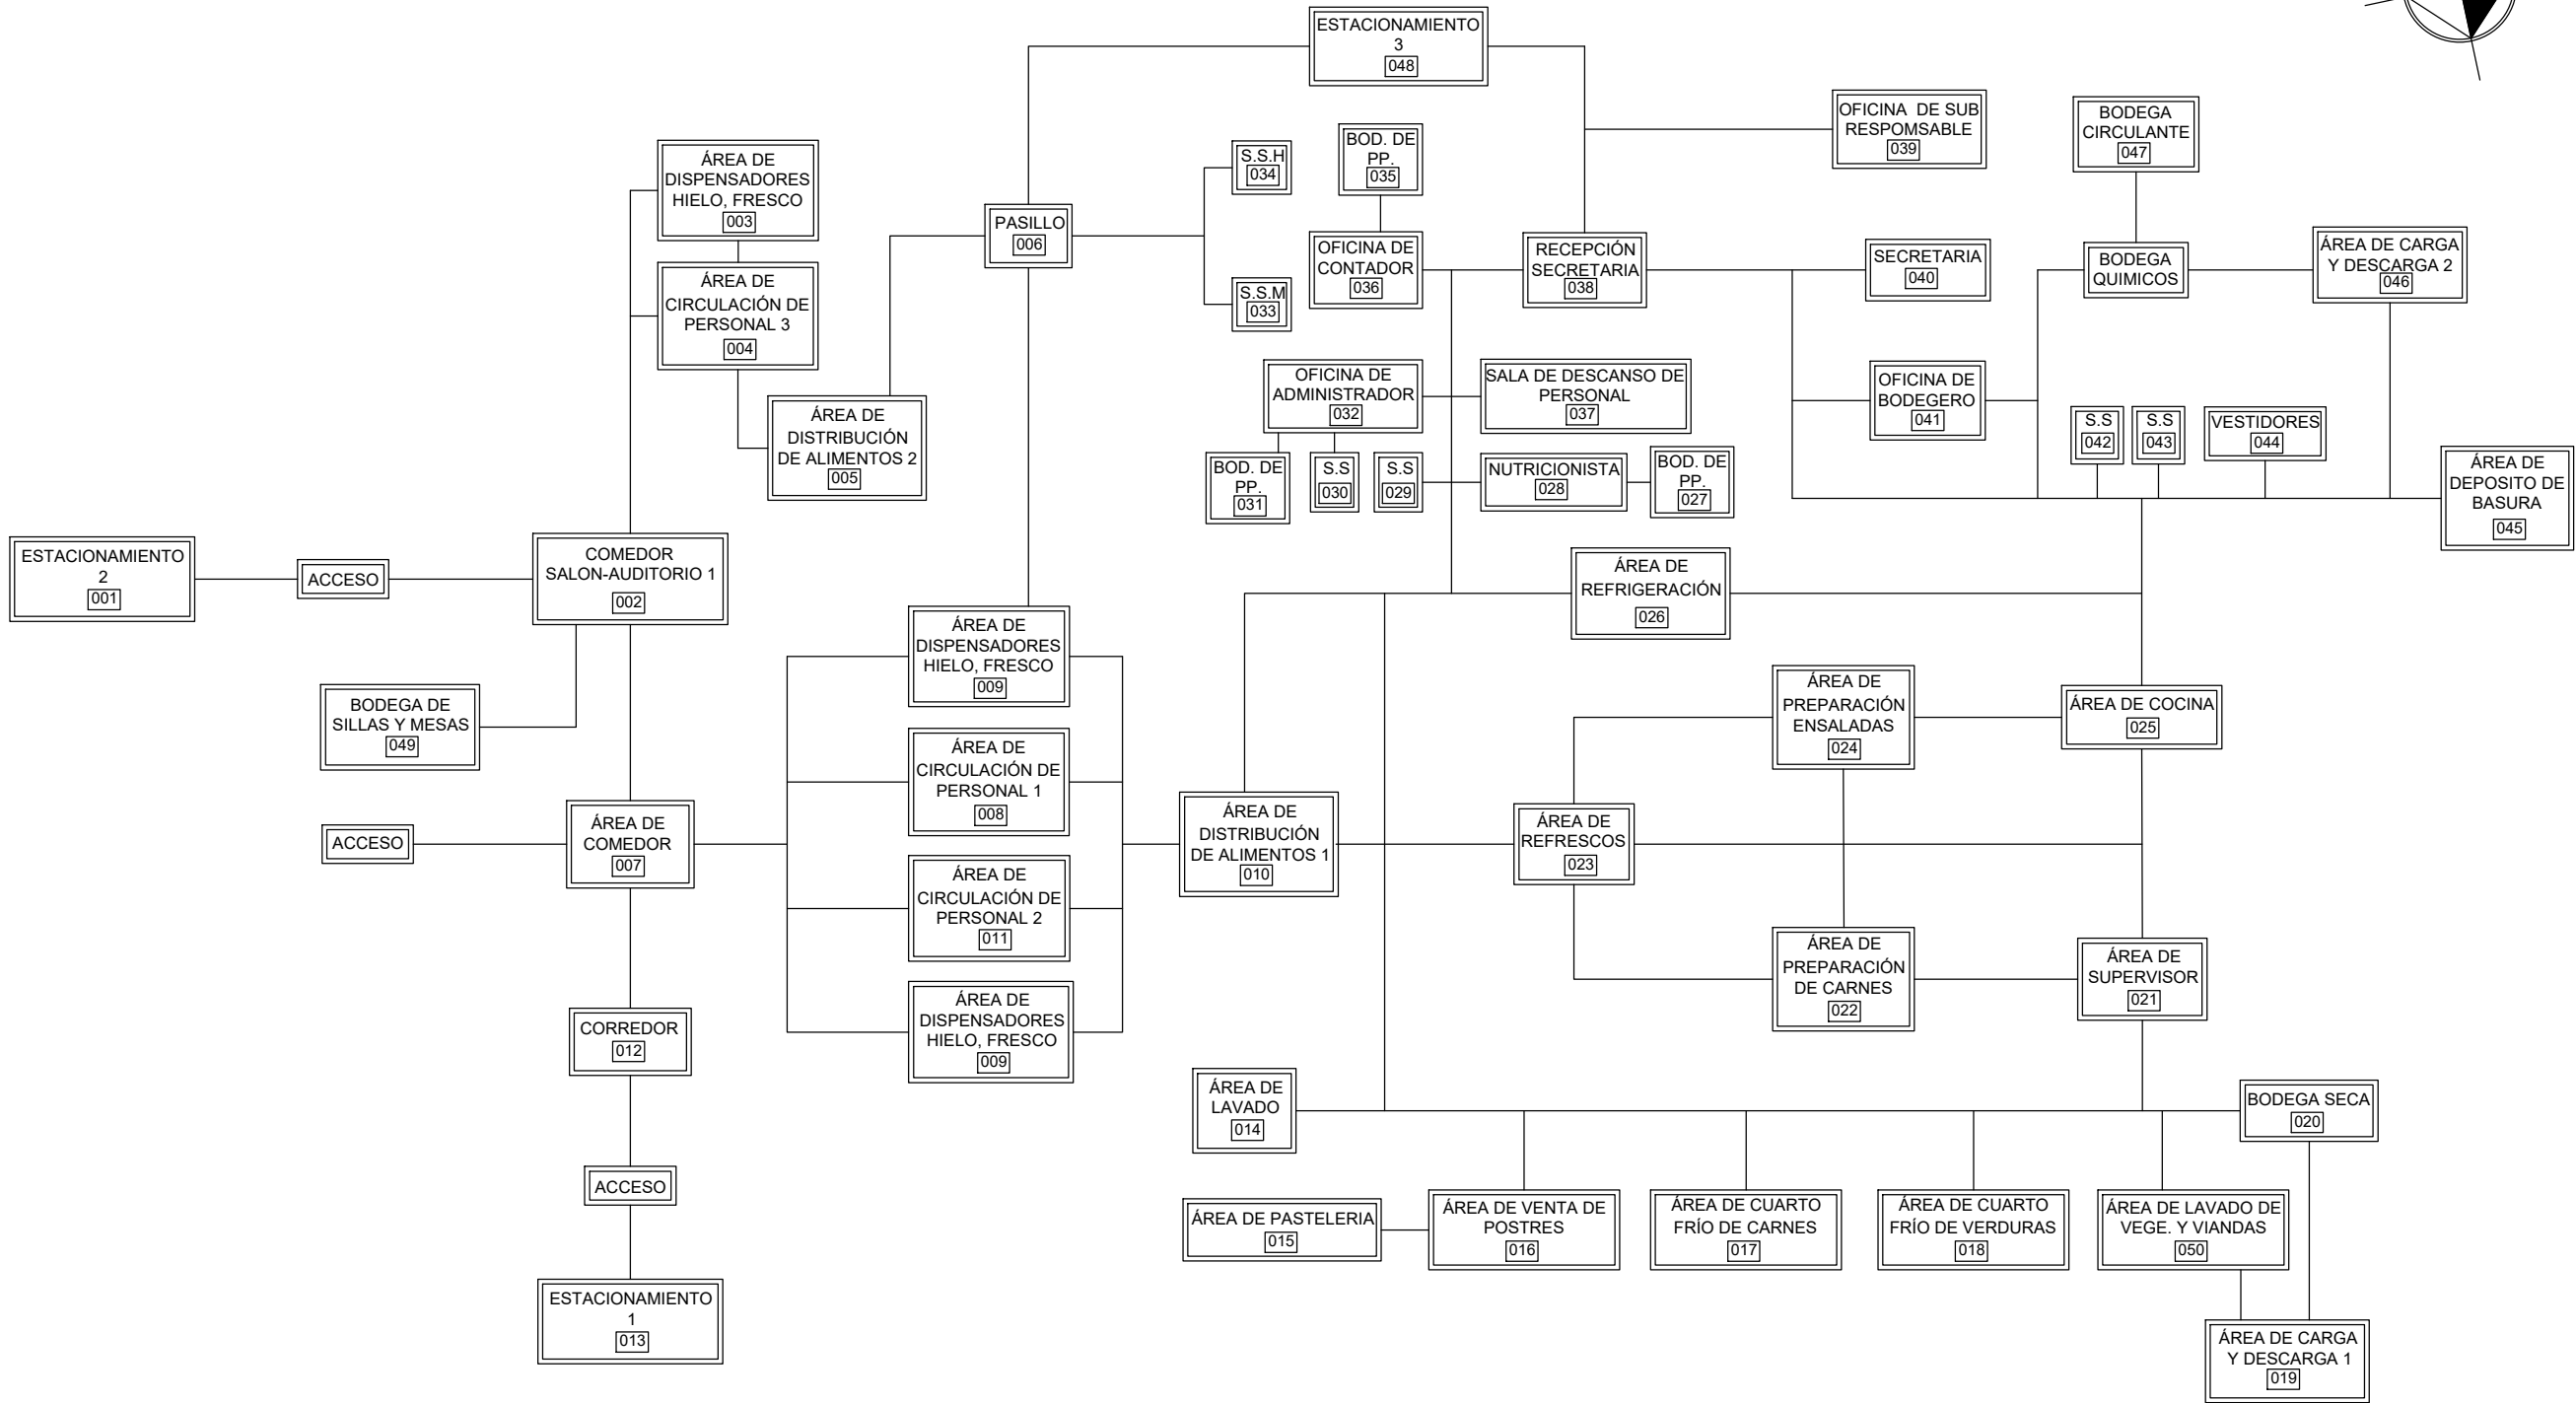 ESTACIONAMIENTO
3
048
OFICINA  DE SUB
RESPOMSABLE
039
BODEGA
CIRCULANTE
047
ÁREA DE
DISPENSADORES
HIELO, FRESCO
003
S.S.H
034
BOD. DE
PP.
035
PASILLO
006
OFICINA DE
CONTADOR
036
RECEPCIÓN
SECRETARIA
038
SECRETARIA
040
BODEGA
QUIMICOS
ÁREA DE CARGA
Y DESCARGA 2
046
ÁREA DE
CIRCULACIÓN DE
PERSONAL 3
004
S.S.M
033
OFICINA DE
ADMINISTRADOR
032
SALA DE DESCANSO DE
PERSONAL
037
OFICINA DE
BODEGERO
041
ÁREA DE
DISTRIBUCIÓN
DE ALIMENTOS 2
005
S.S
042
S.S
043
VESTIDORES
044
BOD. DE
PP.
031
S.S
030
S.S
029
NUTRICIONISTA
028
BOD. DE
PP.
027
ÁREA DE
DEPOSITO DE
BASURA
045
ESTACIONAMIENTO
2
001
ACCESO
COMEDOR
SALON-AUDITORIO 1
002
ÁREA DE
REFRIGERACIÓN
026
ÁREA DE
DISPENSADORES
HIELO, FRESCO
009
BODEGA DE
SILLAS Y MESAS
049
ÁREA DE
PREPARACIÓN
ENSALADAS
024
ÁREA DE COCINA
025
ÁREA DE
CIRCULACIÓN DE
PERSONAL 1
008
ACCESO
ÁREA DE
COMEDOR
007
ÁREA DE
DISTRIBUCIÓN
DE ALIMENTOS 1
010
ÁREA DE
REFRESCOS
023
ÁREA DE
CIRCULACIÓN DE
PERSONAL 2
011
ÁREA DE
PREPARACIÓN
DE CARNES
022
ÁREA DE
SUPERVISOR
021
CORREDOR
012
ÁREA DE
DISPENSADORES
HIELO, FRESCO
009
ÁREA DE
LAVADO
014
BODEGA SECA
020
ACCESO
ÁREA DE PASTELERIA
015
ÁREA DE VENTA DE
POSTRES
016
ÁREA DE CUARTO
FRÍO DE CARNES
017
ÁREA DE CUARTO
FRÍO DE VERDURAS
018
ÁREA DE LAVADO DE
VEGE. Y VIANDAS
050
ESTACIONAMIENTO
1
013
ÁREA DE CARGA
Y DESCARGA 1
019